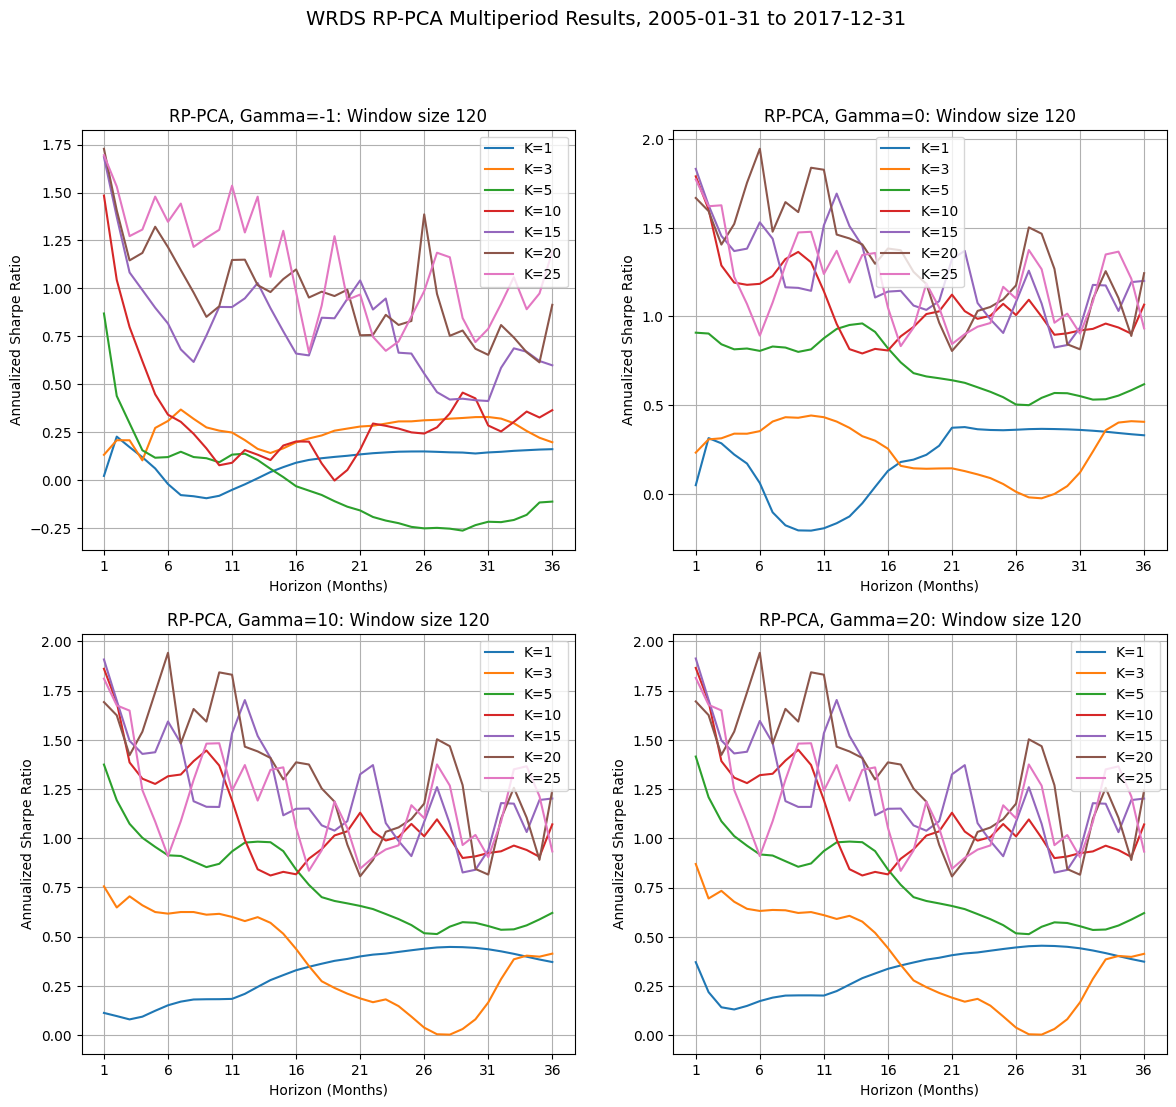 WRDS RP-PCA Multiperiod Results, 2005-01-31 to 2017-12-31
RP-PCA, Gamma=-1: Window size 120
Annualized Sharpe Ratio
1.75
1.50
1.25
1.00
0.75
0.50
0.25
0.00
−0.25
K=1
K=3
K=5
K=10
K=15
K=20
K=25
1 6 11 16 21 26 31 36
Horizon (Months)
RP-PCA, Gamma=0: Window size 120
Annualized Sharpe Ratio
2.0
1.5
1.0
0.5
0.0
K=1
K=3
K=5
K=10
K=15
K=20
K=25
1 6 11 16 21 26 31 36
Horizon (Months)
RP-PCA, Gamma=10: Window size 120
Annualized Sharpe Ratio
2.00
1.75
1.50
1.25
1.00
0.75
0.50
0.25
0.00
K=1
K=3
K=5
K=10
K=15
K=20
K=25
1 6 11 16 21 26 31 36
Horizon (Months)
RP-PCA, Gamma=20: Window size 120
Annualized Sharpe Ratio
2.00
1.75
1.50
1.25
1.00
0.75
0.50
0.25
0.00
K=1
K=3
K=5
K=10
K=15
K=20
K=25
1 6 11 16 21 26 31 36
Horizon (Months)